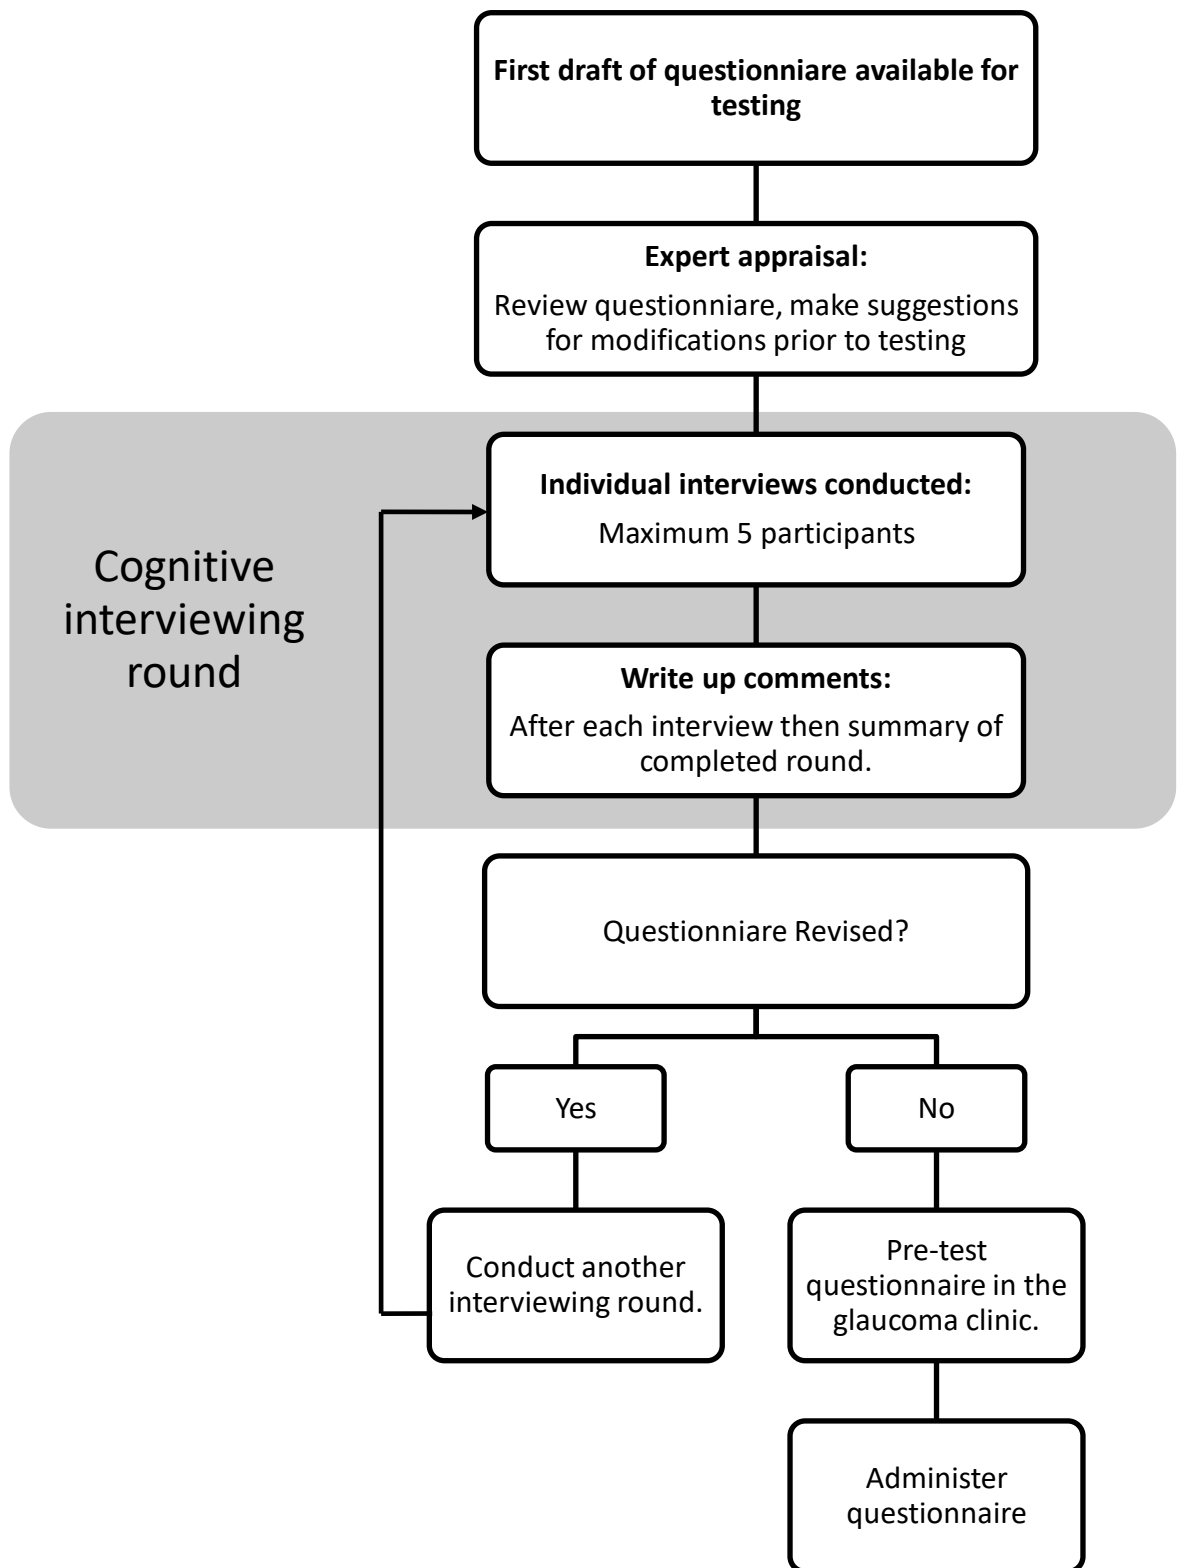 First draft of questionniare available for
testing
Expert appraisal:
Review questionniare, make suggestions
for modifications prior to testing
Cognitive
interviewing
round
Individual interviews conducted:
Maximum 5 participants
Write up comments:
After each interview then summary of
completed round.
Questionniare Revised?
Yes
No
Conduct another
interviewing round.
Pre-test
questionnaire in the
glaucoma clinic.
Administer
questionnaire